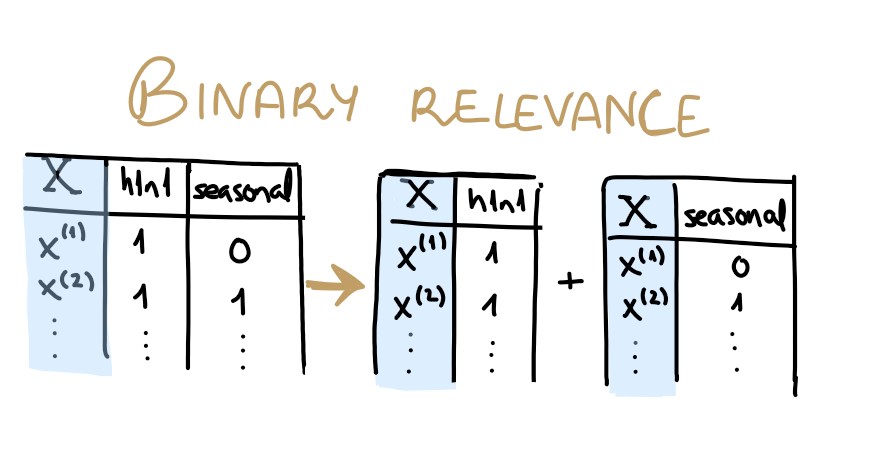 BINARY RELEVANCE
X h1n1 seasonal X h1n1 X seasonal
x(1) 1 0 x(1) 1 x(1) 0
x(2) 1 1 → x(2) 1 + x(2) 1
⋮ ⋮ ⋮ ⋮ ⋮ ⋮ ⋮